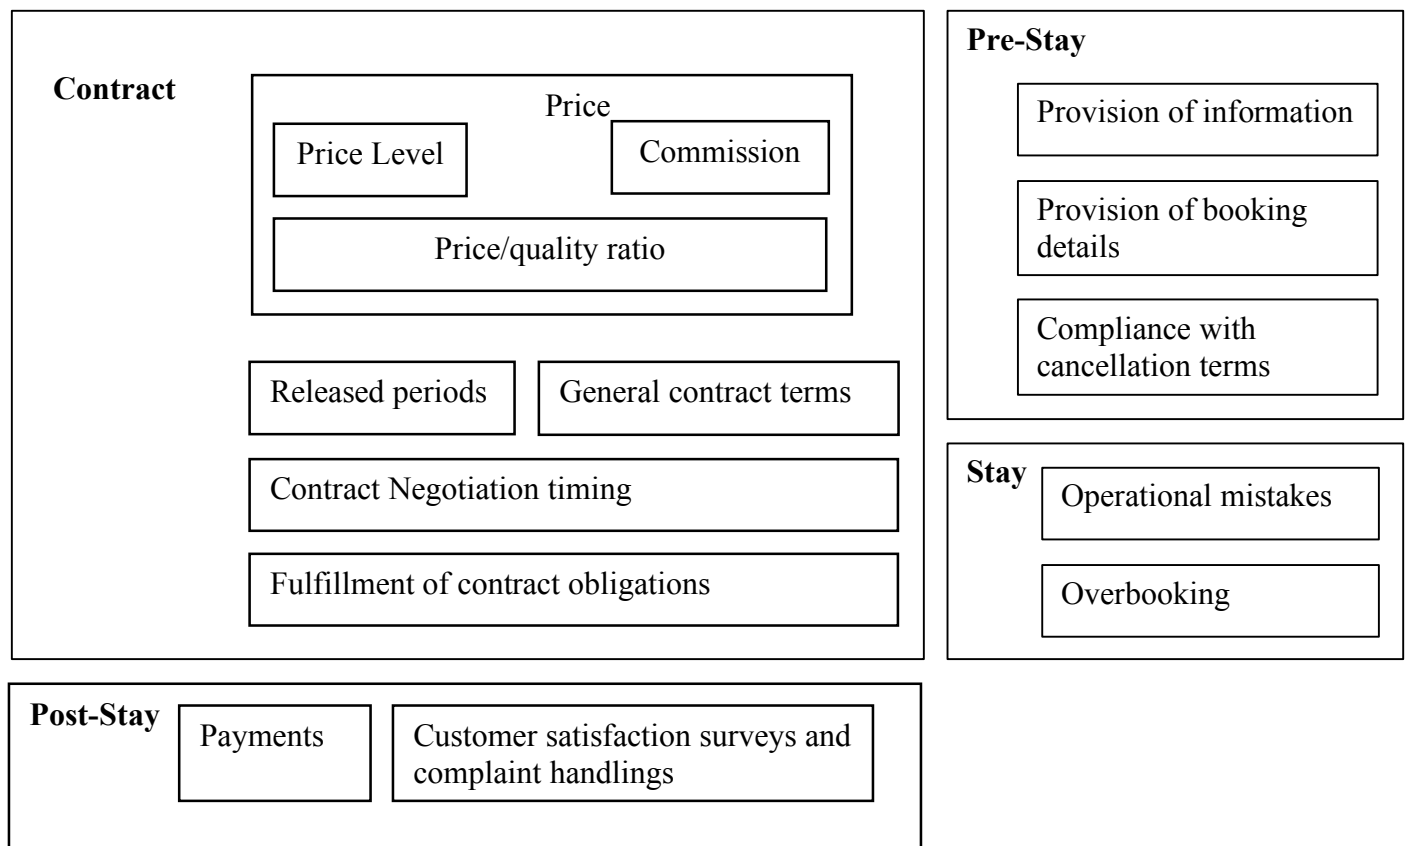 Contract
Price
Price Level
Commission
Price/quality ratio
Released periods
General contract terms
Contract Negotiation timing
Fulfillment of contract obligations
Pre-Stay
Provision of information
Provision of booking
details
Compliance with
cancellation terms
Stay
Operational mistakes
Overbooking
Post-Stay
Payments
Customer satisfaction surveys and
complaint handlings